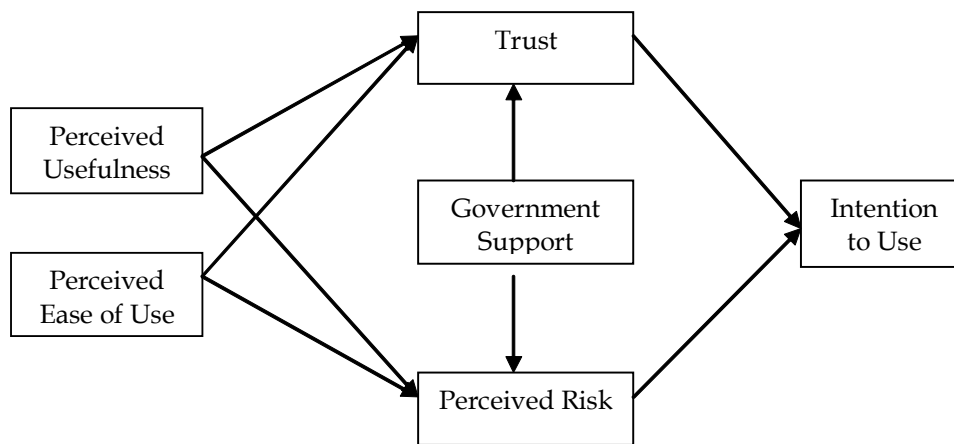 Trust
Perceived
Usefulness
Government
Support
Intention
to Use
Perceived
Ease of Use
Perceived Risk